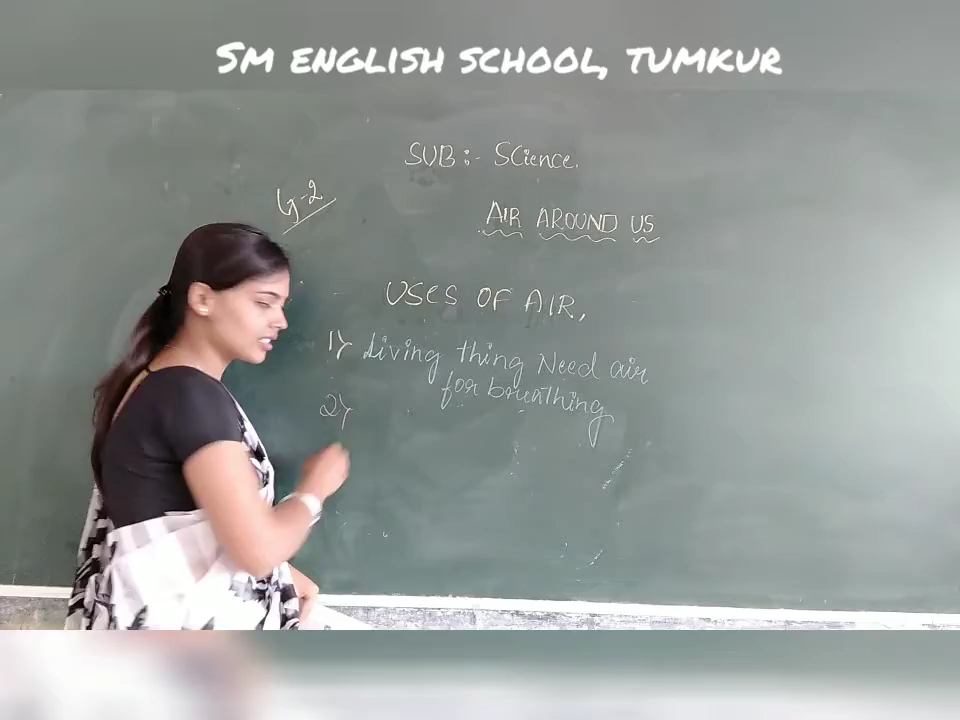 SM ENGLISH SCHOOL, TUMKUR
SUB:- Science.
G-2
AIR AROUND US
USES OF AIR,
1) Living thing Need air
for breathing
2)